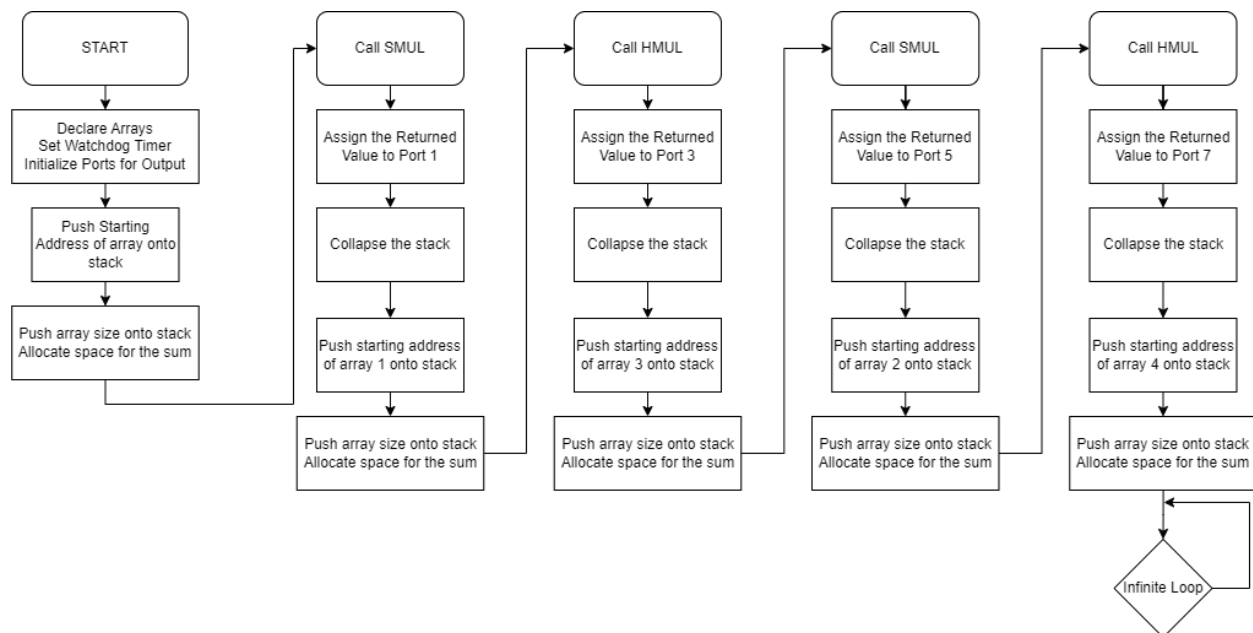 START
Declare Arrays
Set Watchdog Timer
Initialize Ports for Output
Push Starting
Address of array onto
stack
Push array size onto stack
Allocate space for the sum
Call SMUL
Assign the Returned
Value to Port 1
Collapse the stack
Push starting address
of array 1 onto stack
Push array size onto stack
Allocate space for the sum
Call HMUL
Assign the Returned
Value to Port 3
Collapse the stack
Push starting address
of array 3 onto stack
Push array size onto stack
Allocate space for the sum
Call SMUL
Assign the Returned
Value to Port 5
Collapse the stack
Push starting address
of array 2 onto stack
Push array size onto stack
Allocate space for the sum
Call HMUL
Assign the Returned
Value to Port 7
Collapse the stack
Push starting address
of array 4 onto stack
Push array size onto stack
Allocate space for the sum
Infinite Loop